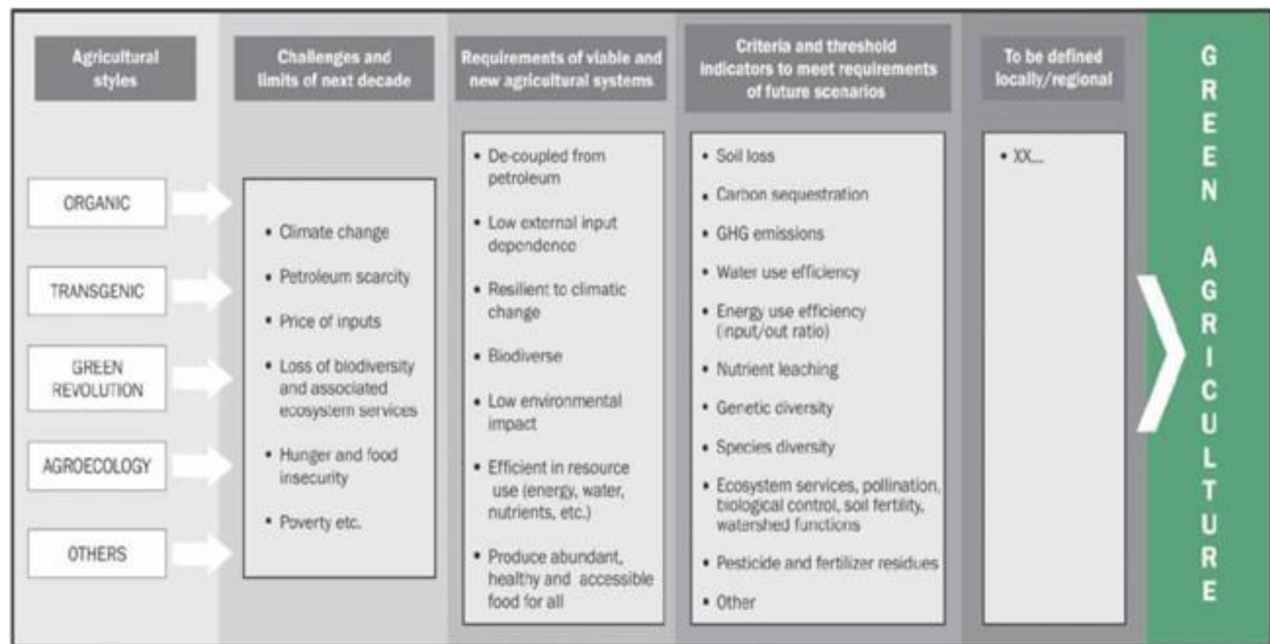 Agricultural
styles
ORGANIC
TRANSGENIC
GREEN
REVOLUTION
AGROECOLOGY
OTHERS
Challenges and
limits of next decade
• Climate change
• Petroleum scarcity
• Price of inputs
• Loss of biodiversity
and associated
ecosystem services
• Hunger and food
insecurity
• Poverty etc.
Requirements of viable and
new agricultural systems
• De-coupled from
petroleum
• Low external input
dependence
• Resilient to climatic
change
• Biodiverse
• Low environmental
impact
• Efficient in resource
use (energy, water,
nutrients, etc.)
• Produce abundant,
healthy and accessible
food for all
Criteria and threshold
indicators to meet requirements
of future scenarios
• Soil loss
• Carbon sequestration
• GHG emissions
• Water use efficiency
• Energy use efficiency
(input/out ratio)
• Nutrient leaching
• Genetic diversity
• Species diversity
• Ecosystem services, pollination,
biological control, soil fertility,
watershed functions
• Pesticide and fertilizer residues
• Other
To be defined
locally/regional
• XX...
GREEN AGRICULTURE